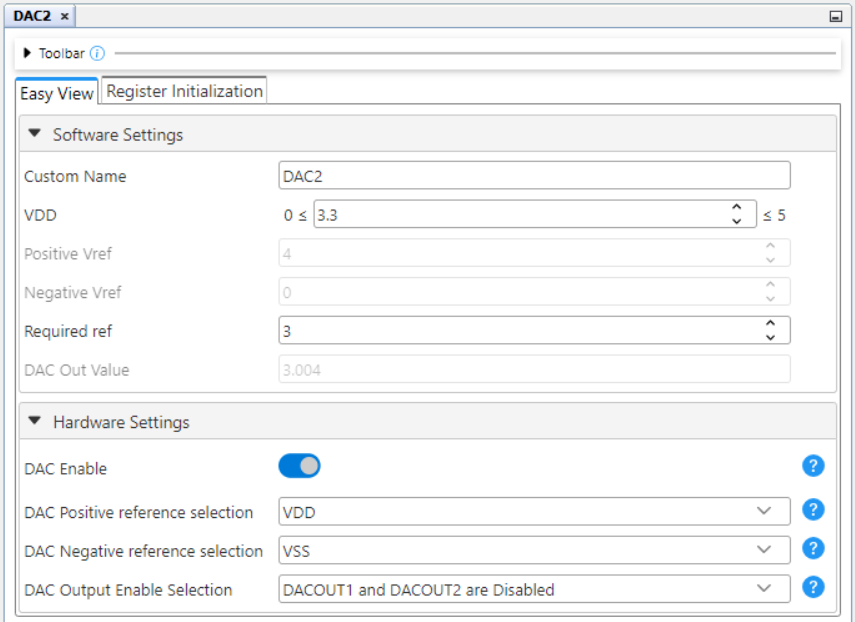 DAC2 ×
Toolbar i
Easy View Register Initialization
Software Settings
Custom Name DAC2
VDD 0 ≤ 3.3 ≤ 5
Positive Vref 4
Negative Vref 0
Required ref 3
DAC Out Value 3.004
Hardware Settings
DAC Enable ?
DAC Positive reference selection VDD ?
DAC Negative reference selection VSS ?
DAC Output Enable Selection DACOUT1 and DACOUT2 are Disabled ?